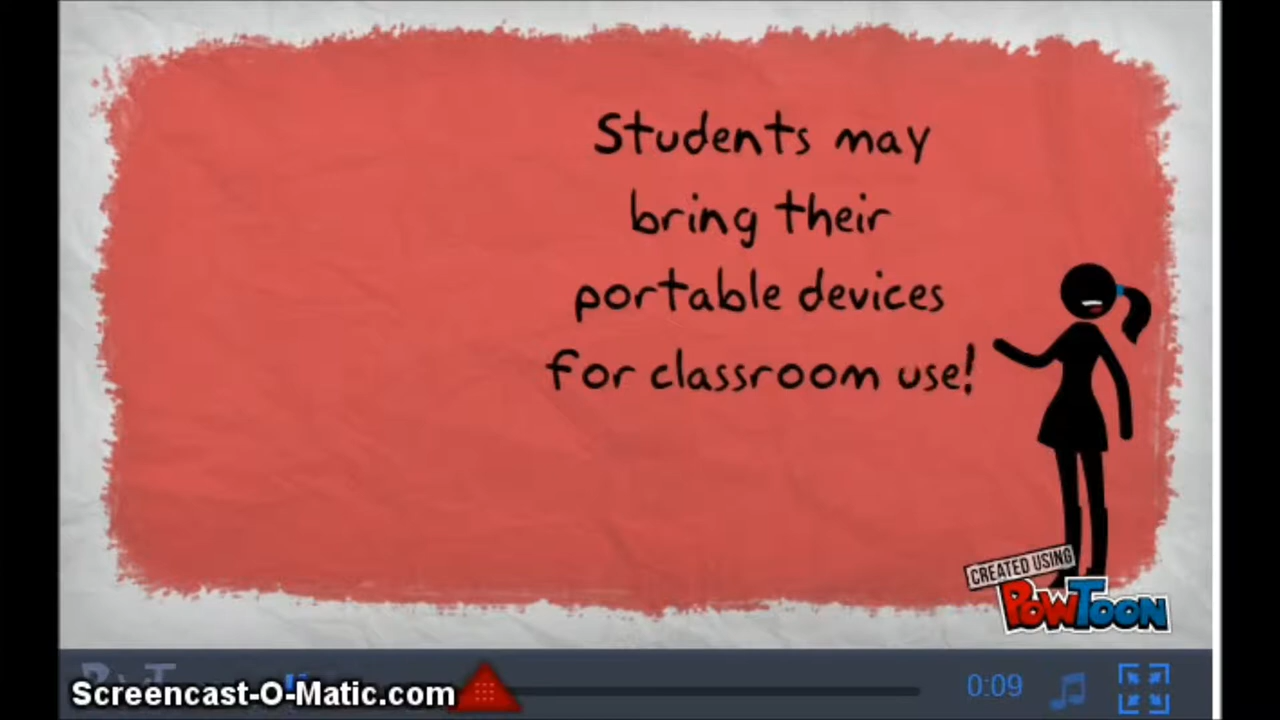 Students may
bring their
portable devices
for classroom use!
CREATED USING
POWTOON
Screencast-O-Matic.com
0:09